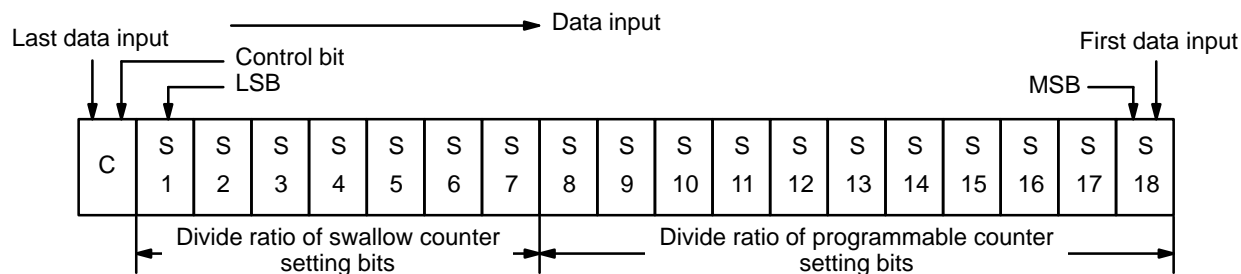 Data input
Last data input
First data input
Control bit
LSB
MSB
C S S S S S S S S S S S S S S S S S S
1 2 3 4 5 6 7 8 9 10 11 12 13 14 15 16 17 18
Divide ratio of swallow counter
setting bits
Divide ratio of programmable counter
setting bits